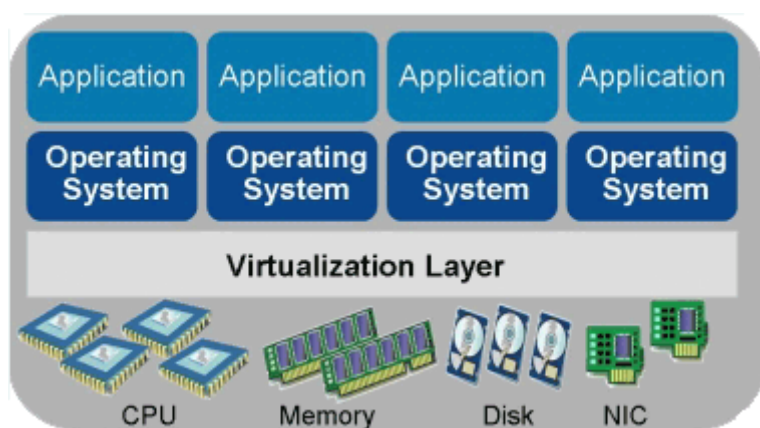 Application Application Application Application
Operating System Operating System Operating System Operating System
Virtualization Layer
CPU Memory Disk NIC